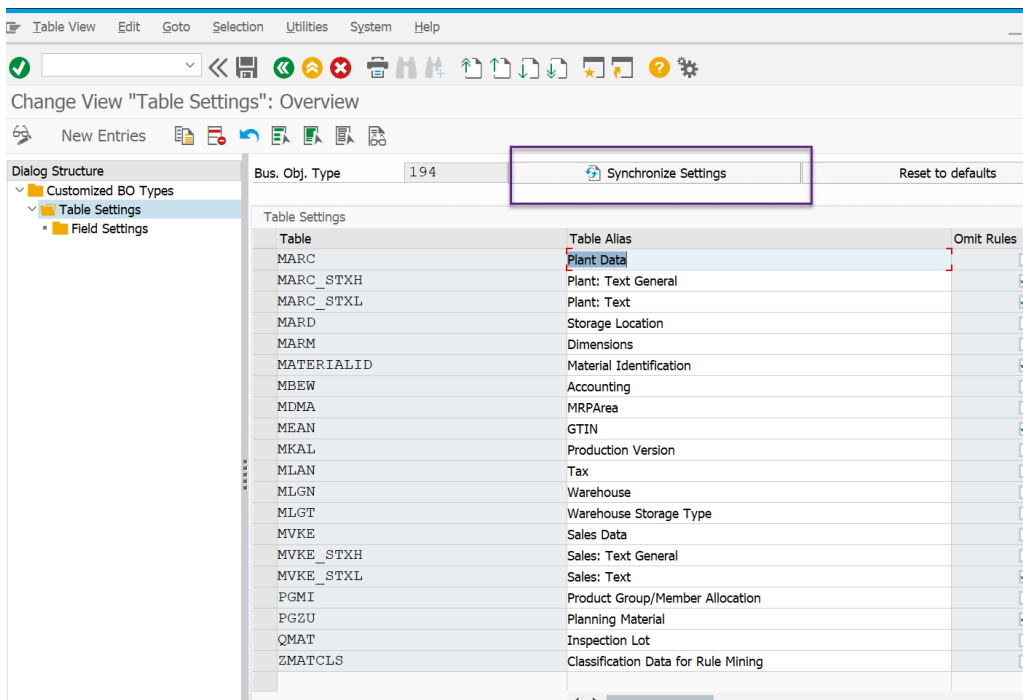 Table View Edit Goto Selection Utilities System Help
Change View "Table Settings": Overview
New Entries
Dialog Structure
Customized BO Types
Table Settings
Field Settings
Bus. Obj. Type 194 Synchronize Settings Reset to defaults
Table Settings
Table Table Alias Omit Rules
MARC Plant Data
MARC_STXH Plant: Text General
MARC_STXL Plant: Text
MARD Storage Location
MARM Dimensions
MATERIALID Material Identification
MBEW Accounting
MDMA MRPArea
MEAN GTIN
MKAL Production Version
MLAN Tax
MLGN Warehouse
MLGT Warehouse Storage Type
MVKE Sales Data
MVKE_STXH Sales: Text General
MVKE_STXL Sales: Text
PGMI Product Group/Member Allocation
PGZU Planning Material
QMAT Inspection Lot
ZMATCLS Classification Data for Rule Mining